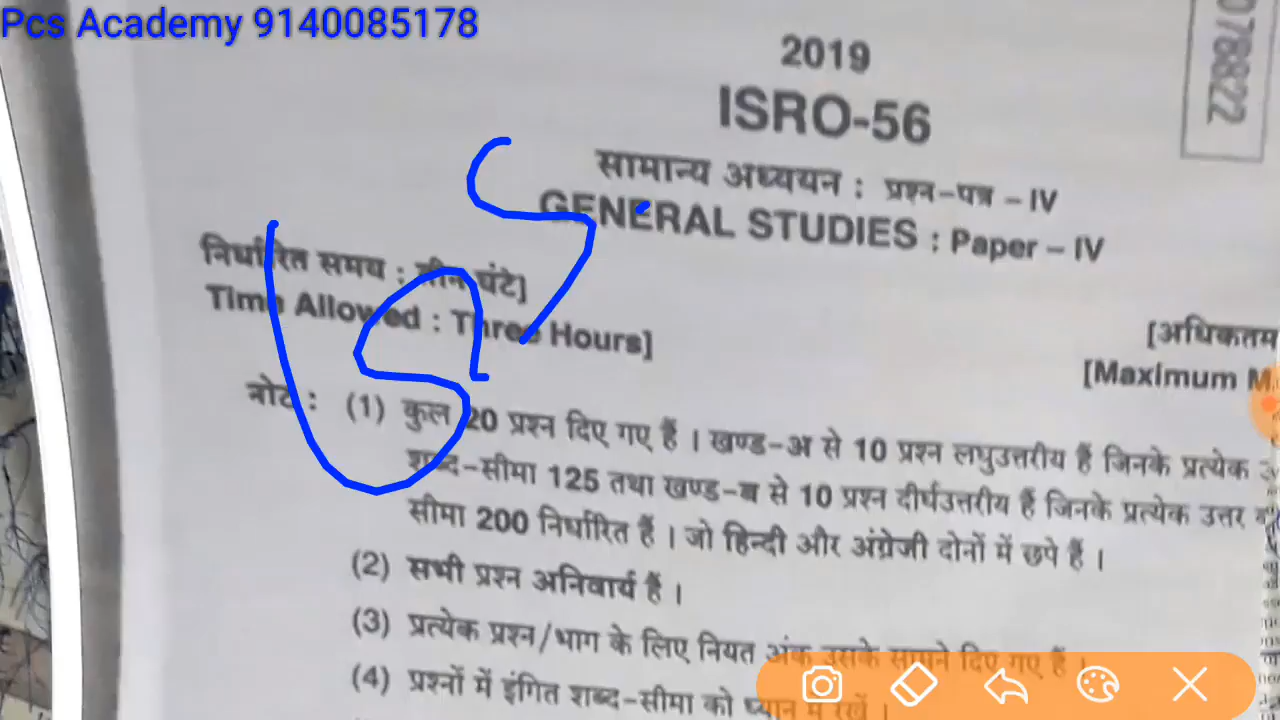 Pcs Academy 9140085178
078822
2019
ISRO-56
सामान्य अध्ययन : प्रश्न-पत्र - IV
GENERAL STUDIES : Paper - IV
निर्धारित समय : तीन घंटे]
Time Allowed : Three Hours]
[अधिकतम
[Maximum M
नोट : (1) कुल 20 प्रश्न दिए गए हैं । खण्ड-अ से 10 प्रश्न लघुउत्तरीय हैं जिनके प्रत्येक
शब्द-सीमा 125 तथा खण्ड-ब से 10 प्रश्न दीर्घउत्तरीय हैं जिनके प्रत्येक उत्तर
सीमा 200 निर्धारित हैं । जो हिन्दी और अंग्रेजी दोनों में छपे हैं ।
(2) सभी प्रश्न अनिवार्य हैं ।
(3) प्रत्येक प्रश्न/भाग के लिए नियत अंक उसके सामने दिए गए हैं ।
(4) प्रश्नों में इंगित शब्द-सीमा को ध्यान में रखें ।